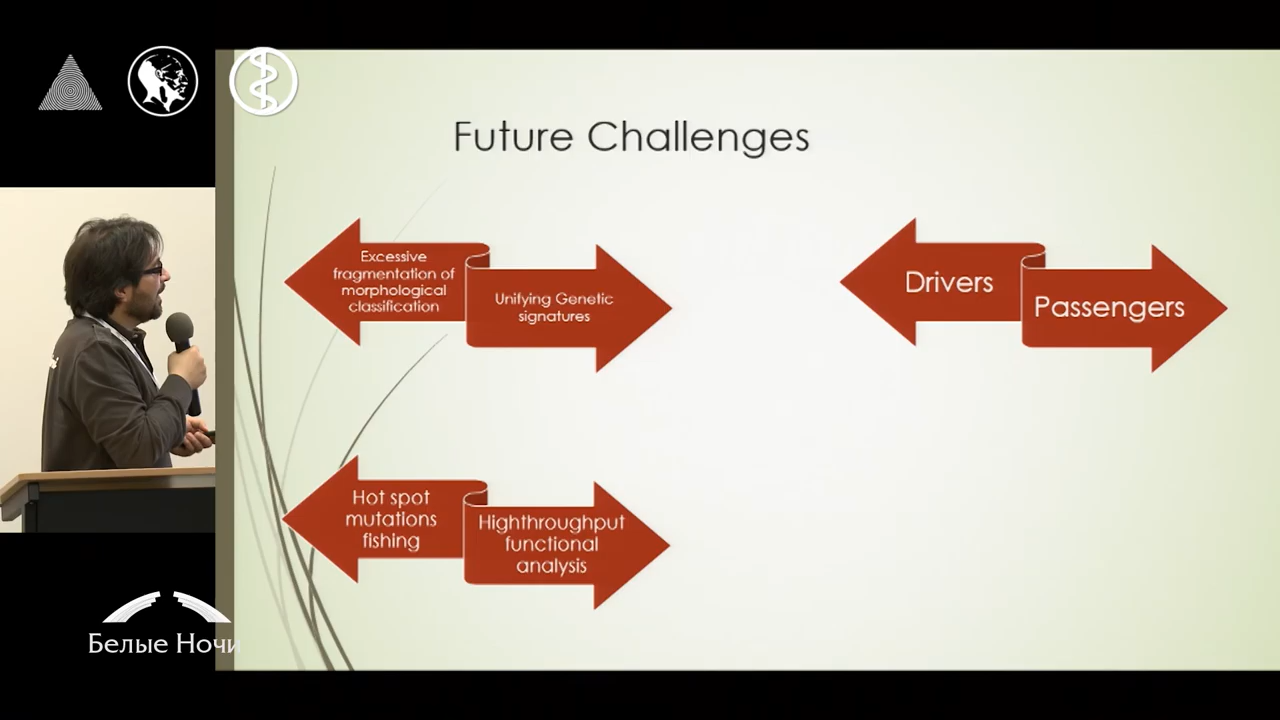 Future Challenges
Excessive
fragmentation of
morphological
classification
Unifying Genetic
signatures
Drivers
Passengers
Hot spot
mutations
fishing
Highthroughput
functional
analysis
Белые Ночи